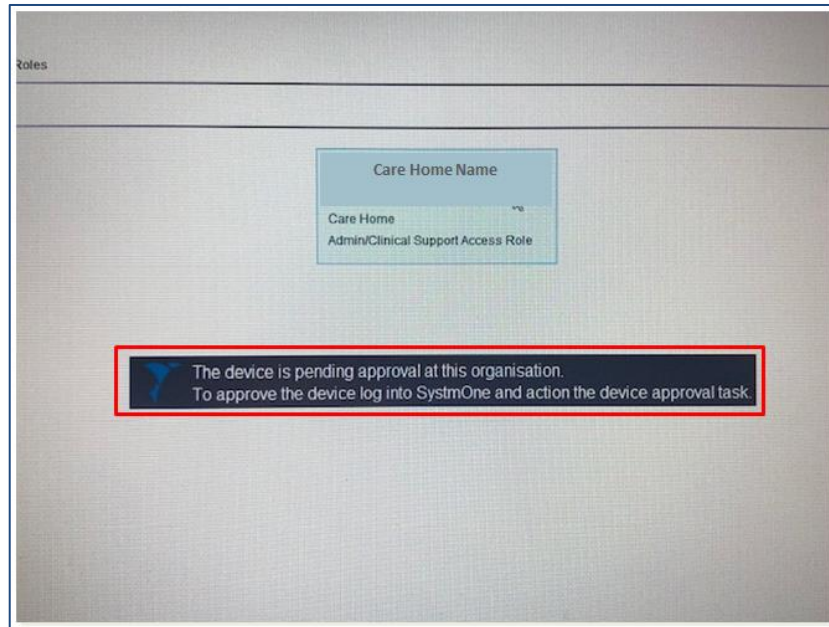 Roles
Care Home Name
Care Home
Admin/Clinical Support Access Role
The device is pending approval at this organisation.
To approve the device log into SystmOne and action the device approval task.